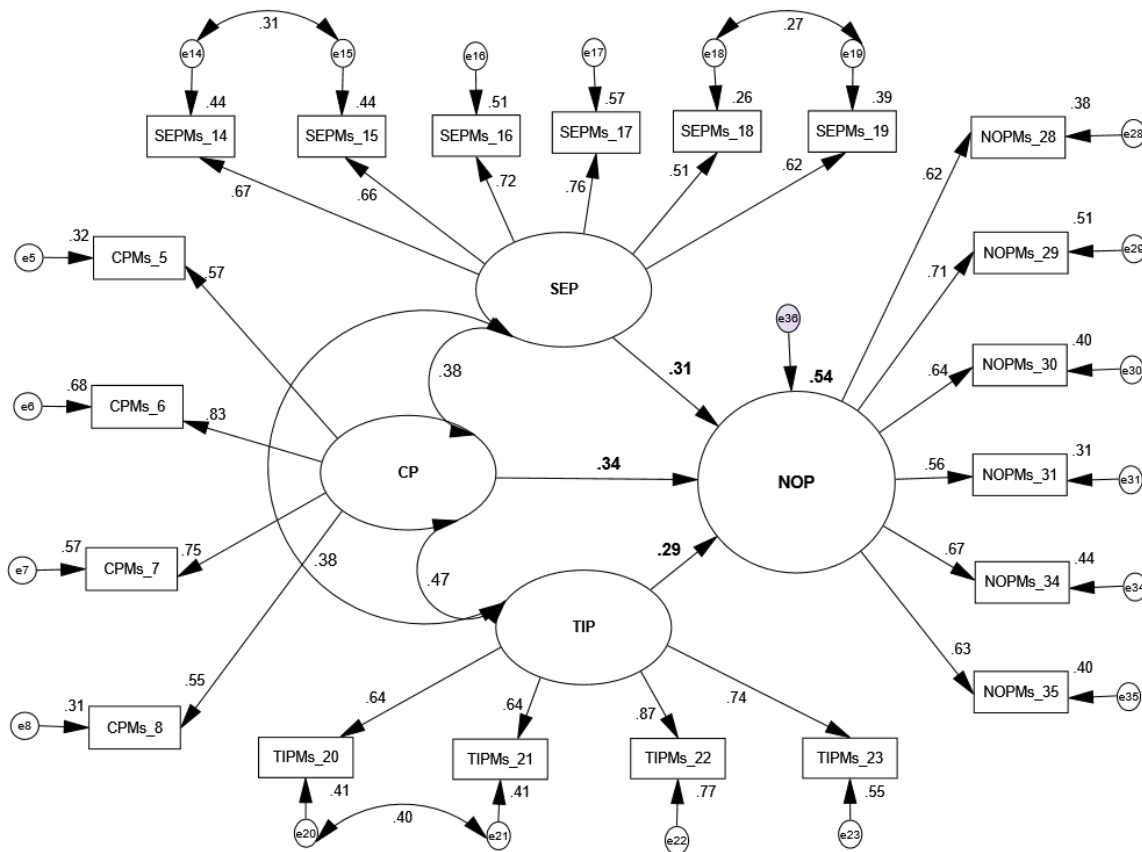 .31
e14
e15
e16
e17
.27
e18
e19
.44
.44
.51
.57
.26
.39
SEPMs_14
SEPMs_15
SEPMs_16
SEPMs_17
SEPMs_18
SEPMs_19
.67
.66
.72
.76
.51
.62
SEP
.38
NOPMs_28
e28
.62
.51
NOPMs_29
e29
.71
.40
NOPMs_30
e30
.64
.31
NOPMs_31
e31
.56
.44
NOPMs_34
e34
.67
.40
NOPMs_35
e35
.63
e36
.54
NOP
.31
.34
.29
.32
e5
CPMs_5
.57
.68
e6
CPMs_6
.83
.57
e7
CPMs_7
.75
.31
e8
CPMs_8
.55
CP
.38
.38
.47
TIP
.64
.64
.87
.74
TIPMs_20
TIPMs_21
TIPMs_22
TIPMs_23
.41
.41
.77
.55
e20
.40
e21
e22
e23